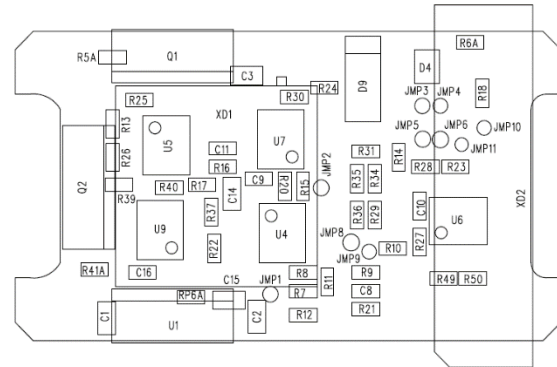 R6A
R5A
Q1
C3
D4
R25
R24
R30
D9
R18
XD1
JMP3
JMP4
R13
U5
U7
JMP5
JMP6
JMP10
C11
R31
JMP11
R26
R16
R14
JMP2
R28
R23
Q2
R40
R17
C14
C9
R20
R15
R35
R34
R39
XD2
R37
R36
R29
C10
U6
U9
U4
R22
JMP8
R27
JMP9
R10
R41A
C16
R8
R9
R49
R50
C15
R11
RP6A
JMP1
R7
C8
C1
U1
C2
R12
R21